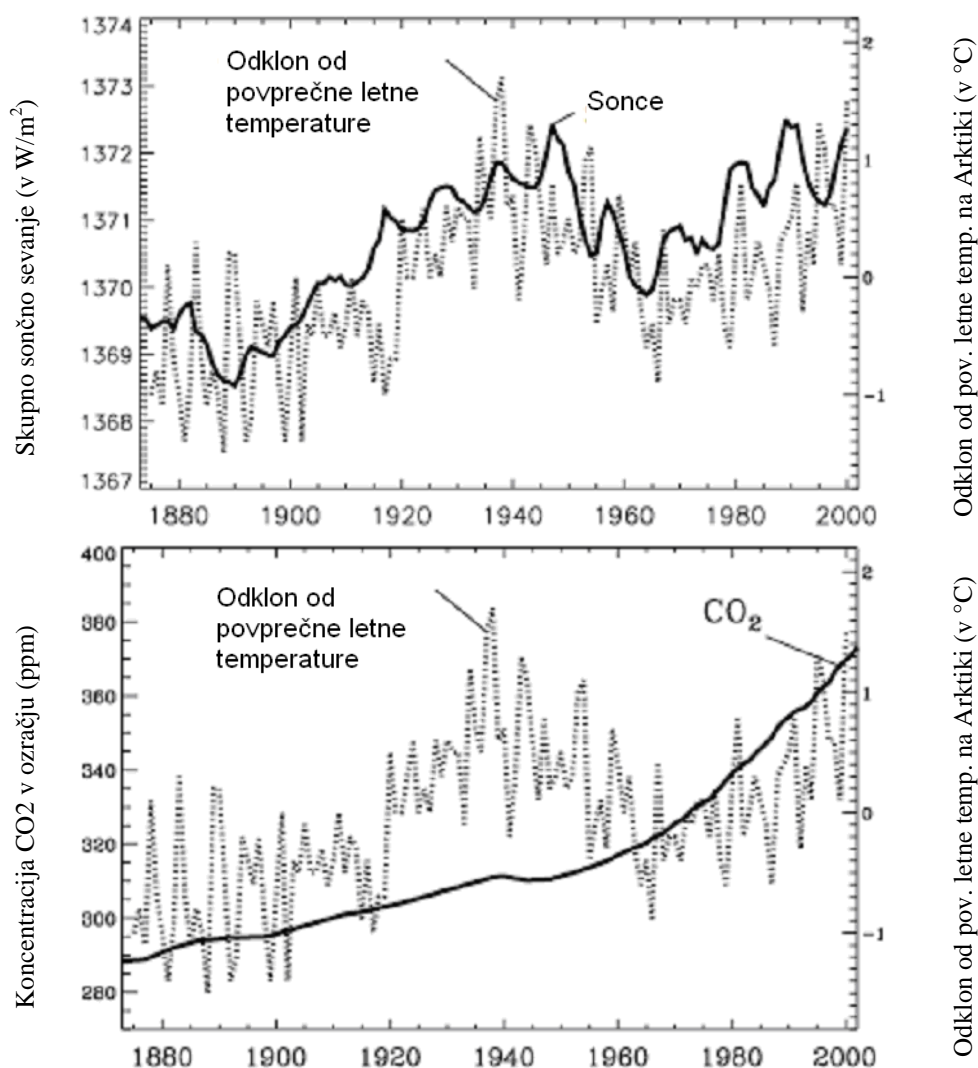 Skupno sončno sevanje (v W/m²)
1374
1373
1372
1371
1370
1369
1368
1367
Odklon od
povprečne letne
temperature
Sonce
2
1
0
-1
Odklon od pov. letne temp. na Arktiki (v °C)
1880 1900 1920 1940 1960 1980 2000
Koncentracija CO2 v ozračju (ppm)
400
380
360
340
320
300
280
Odklon od
povprečne letne
temperature
CO₂
2
1
0
-1
Odklon od pov. letne temp. na Arktiki (v °C)
1880 1900 1920 1940 1960 1980 2000